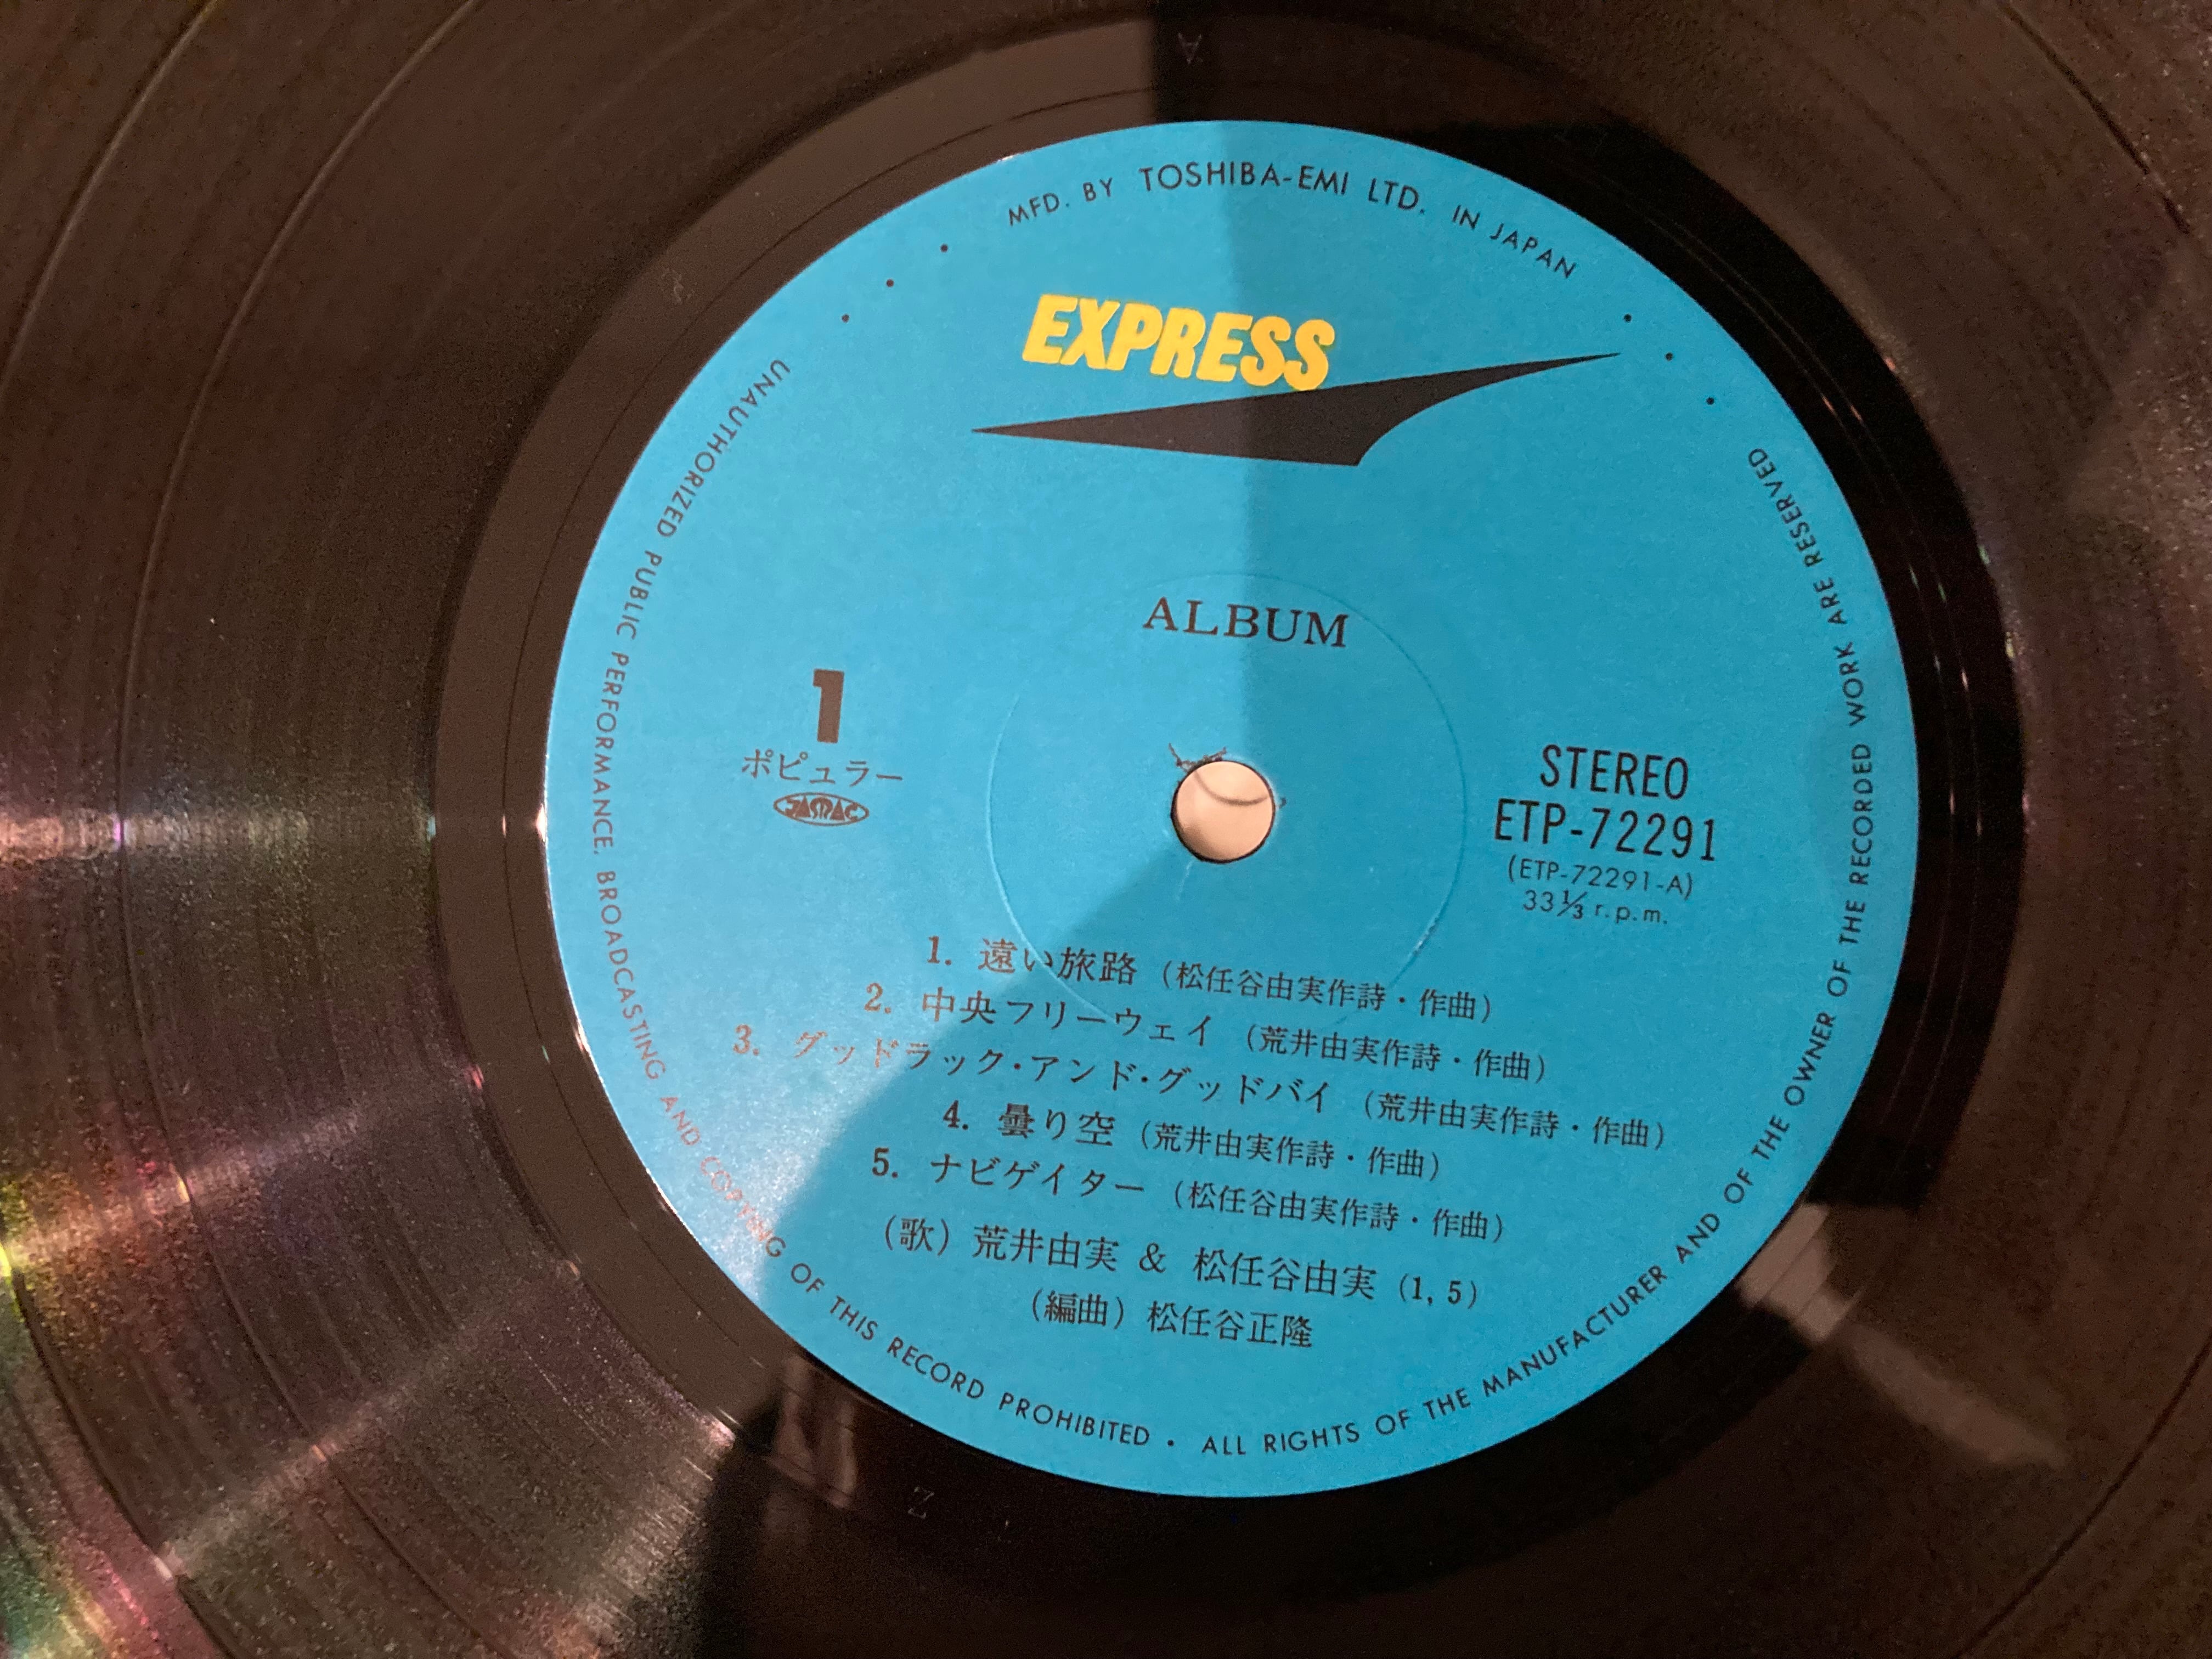 MFD. BY TOSHIBA-EMI LTD. IN JAPAN
EXPRESS
ALBUM
1
ポピュラー
JASRAC
STEREO
ETP-72291
(ETP-72291-A)
33⅓ r.p.m.
1. 遠い旅路 (松任谷由実作詩・作曲)
2. 中央フリーウェイ (荒井由実作詩・作曲)
3. グッドラック・アンド・グッドバイ (荒井由実作詩・作曲)
4. 曇り空 (荒井由実作詩・作曲)
5. ナビゲイター (松任谷由実作詩・作曲)
(歌) 荒井由実 & 松任谷由実 (1, 5)
(編曲) 松任谷正隆
UNAUTHORIZED PUBLIC PERFORMANCE, BROADCASTING AND COPYING OF THIS RECORD PROHIBITED • ALL RIGHTS OF THE MANUFACTURER AND OF THE OWNER OF THE RECORDED WORK ARE RESERVED
A
Z